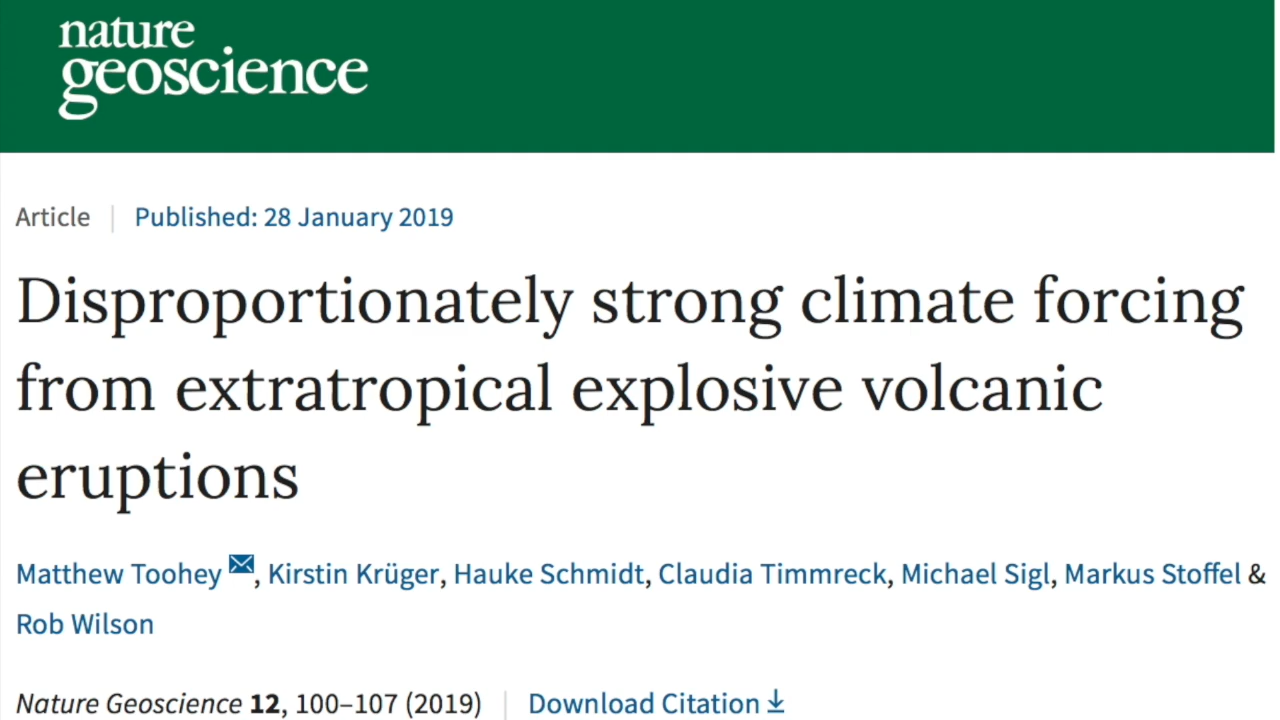 nature
geoscience
Article | Published: 28 January 2019
Disproportionately strong climate forcing
from extratropical explosive volcanic
eruptions
Matthew Toohey, Kirstin Krüger, Hauke Schmidt, Claudia Timmreck, Michael Sigl, Markus Stoffel &
Rob Wilson
Nature Geoscience 12, 100–107 (2019) | Download Citation